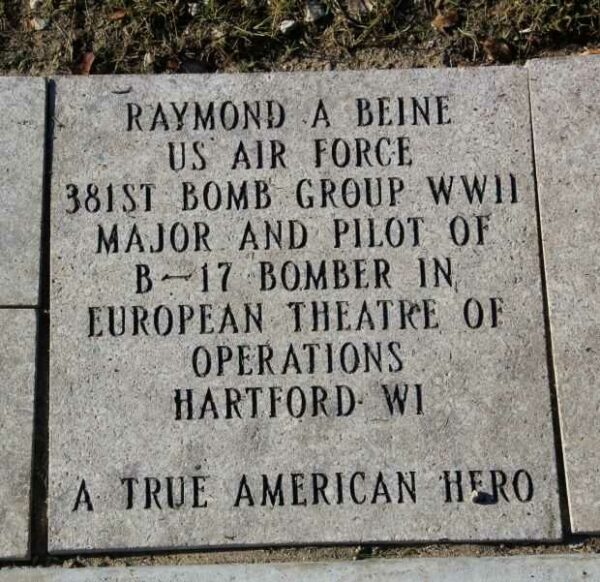 RAYMOND A BEINE
US AIR FORCE
381ST BOMB GROUP WWII
MAJOR AND PILOT OF
B-17 BOMBER IN
EUROPEAN THEATRE OF
OPERATIONS
HARTFORD WI
A TRUE AMERICAN HERO